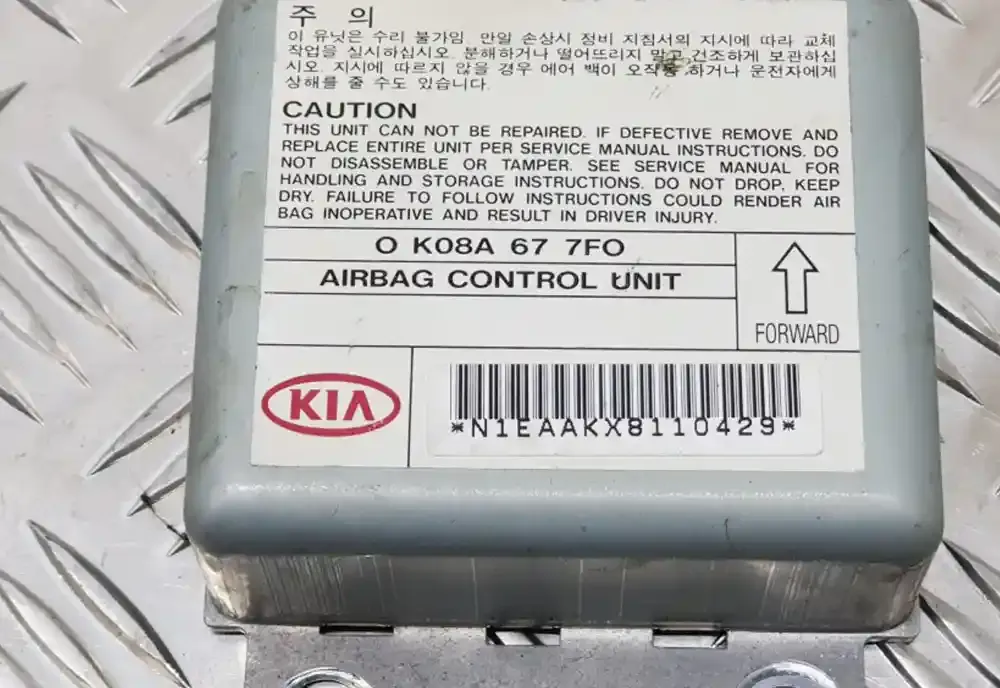 주 의
이 유닛은 수리 불가임. 만일 손상시 정비 지침서의 지시에 따라 교체
작업을 실시하십시오. 분해하거나 떨어뜨리지 말고 건조하게 보관하십
시오. 지시에 따르지 않을 경우 에어 백이 오작동 하거나 운전자에게
상해를 줄 수도 있습니다.
CAUTION
THIS UNIT CAN NOT BE REPAIRED. IF DEFECTIVE REMOVE AND
REPLACE ENTIRE UNIT PER SERVICE MANUAL INSTRUCTIONS. DO
NOT DISASSEMBLE OR TAMPER. SEE SERVICE MANUAL FOR
HANDLING AND STORAGE INSTRUCTIONS. DO NOT DROP, KEEP
DRY. FAILURE TO FOLLOW INSTRUCTIONS COULD RENDER AIR
BAG INOPERATIVE AND RESULT IN DRIVER INJURY.
O K08A 67 7FO
AIRBAG CONTROL UNIT
FORWARD
KIA
*N1EAAKX8110429*